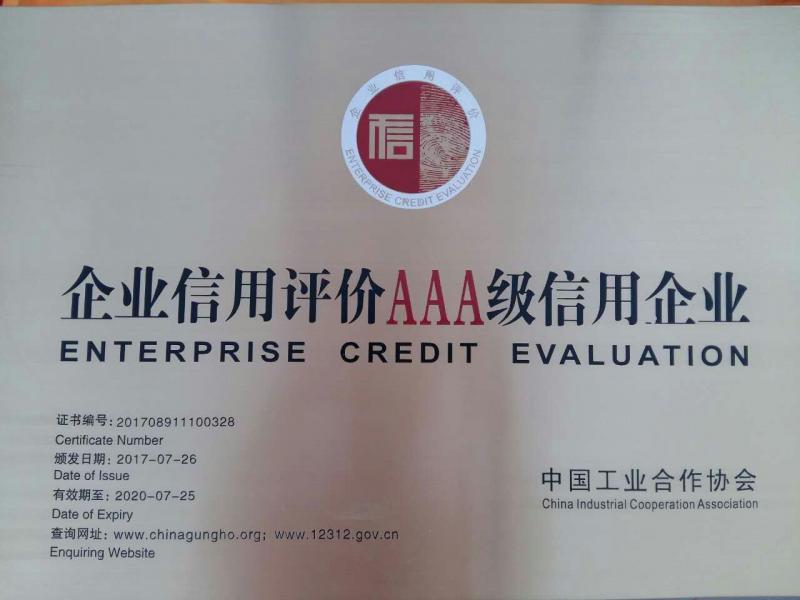 企业信用评价
信
ENTERPRISE CREDIT EVALUATION
企业信用评价AAA级信用企业
ENTERPRISE CREDIT EVALUATION
证书编号:201708911100328
Certificate Number
颁发日期:2017-07-26
Date of Issue
有效期至:2020-07-25
Date of Expiry
查询网址:www.chinagungho.org; www.12312.gov.cn
Enquiring Website
中国工业合作协会
China Industrial Cooperation Association